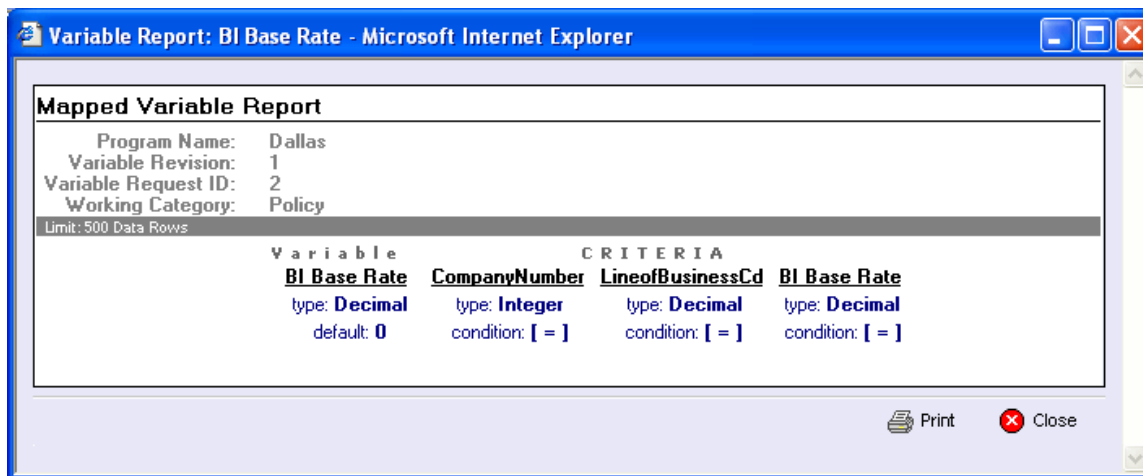 Variable Report: BI Base Rate - Microsoft Internet Explorer
Mapped Variable Report
Program Name: Dallas
Variable Revision: 1
Variable Request ID: 2
Working Category: Policy
Limit: 500 Data Rows
Variable CRITERIA
BI Base Rate CompanyNumber LineofBusinessCd BI Base Rate
type: Decimal type: Integer type: Decimal type: Decimal
default: 0 condition: [ = ] condition: [ = ] condition: [ = ]
Print Close